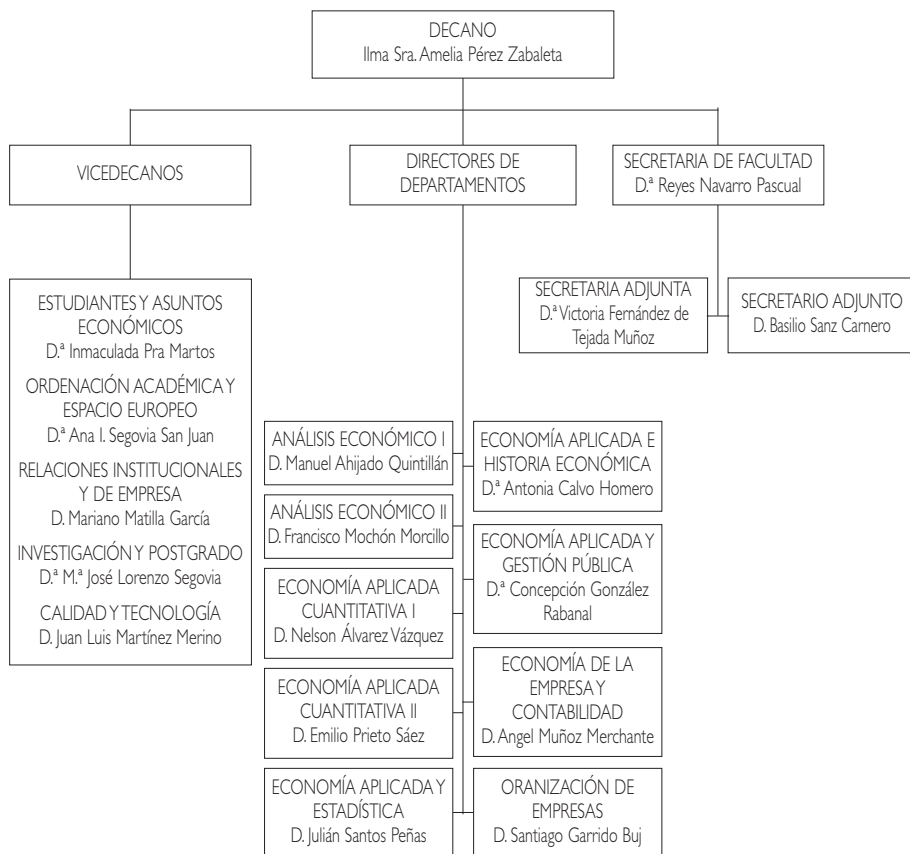 DECANO
Ilma Sra. Amelia Pérez Zabaleta
VICEDECANOS
DIRECTORES DE
DEPARTAMENTOS
SECRETARIA DE FACULTAD
D.ª Reyes Navarro Pascual
ESTUDIANTES Y ASUNTOS
ECONÓMICOS
D.ª Inmaculada Pra Martos
ORDENACIÓN ACADÉMICA Y
ESPACIO EUROPEO
D.ª Ana I. Segovia San Juan
RELACIONES INSTITUCIONALES
Y DE EMPRESA
D. Mariano Matilla García
INVESTIGACIÓN Y POSTGRADO
D.ª M.ª José Lorenzo Segovia
CALIDAD Y TECNOLOGÍA
D. Juan Luis Martínez Merino
SECRETARIA ADJUNTA
D.ª Victoria Fernández de
Tejada Muñoz
SECRETARIO ADJUNTO
D. Basilio Sanz Carnero
ANÁLISIS ECONÓMICO I
D. Manuel Ahijado Quintillán
ANÁLISIS ECONÓMICO II
D. Francisco Mochón Morcillo
ECONOMÍA APLICADA
CUANTITATIVA I
D. Nelson Álvarez Vázquez
ECONOMÍA APLICADA
CUANTITATIVA II
D. Emilio Prieto Sáez
ECONOMÍA APLICADA Y
ESTADÍSTICA
D. Julián Santos Peñas
ECONOMÍA APLICADA E
HISTORIA ECONÓMICA
D.ª Antonia Calvo Homero
ECONOMÍA APLICADA Y
GESTIÓN PÚBLICA
D.ª Concepción González
Rabanal
ECONOMÍA DE LA
EMPRESA Y
CONTABILIDAD
D. Angel Muñoz Merchante
ORANIZACIÓN DE
EMPRESAS
D. Santiago Garrido Buj